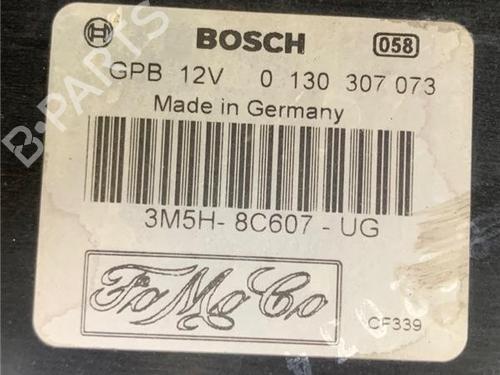 BOSCH 058
GPB 12V 0 130 307 073
Made in Germany
3M5H- 8C607 - UG
FoMoCo
CF339
B-PARTS